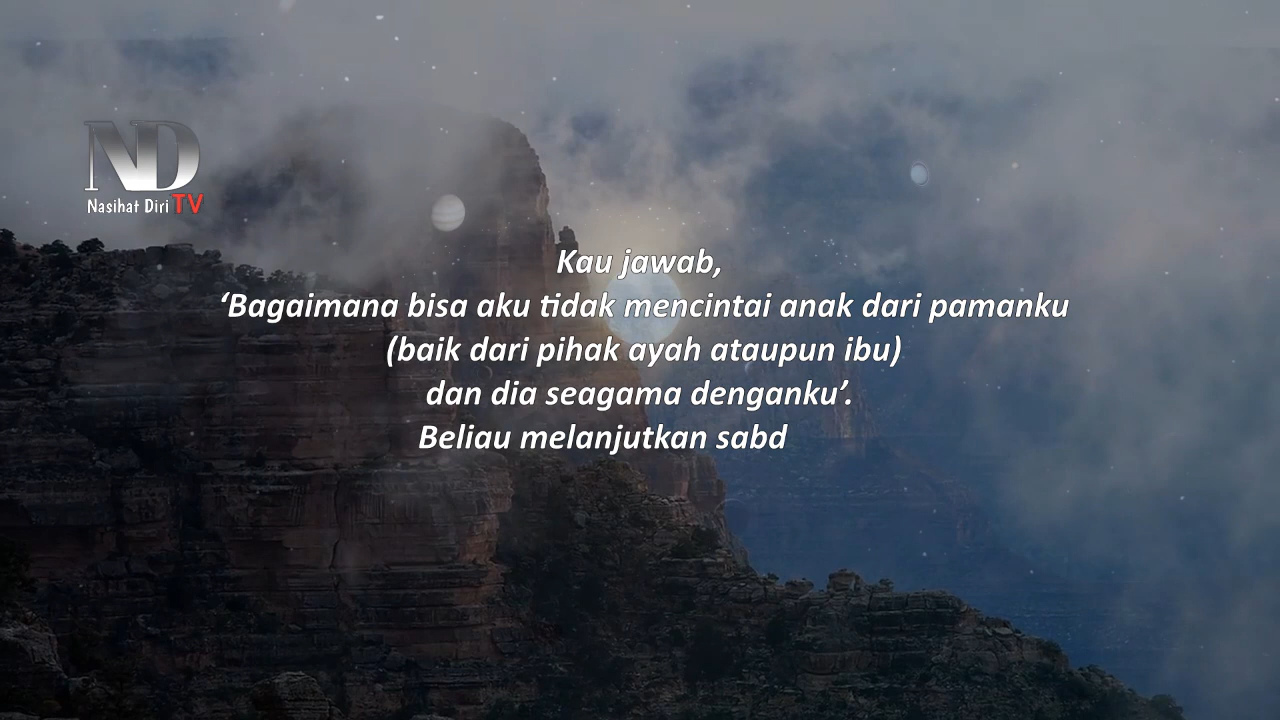 ND
Nasihat Diri TV
Kau jawab,
‘Bagaimana bisa aku tidak mencintai anak dari pamanku
(baik dari pihak ayah ataupun ibu)
dan dia seagama denganku’.
Beliau melanjutkan sabd